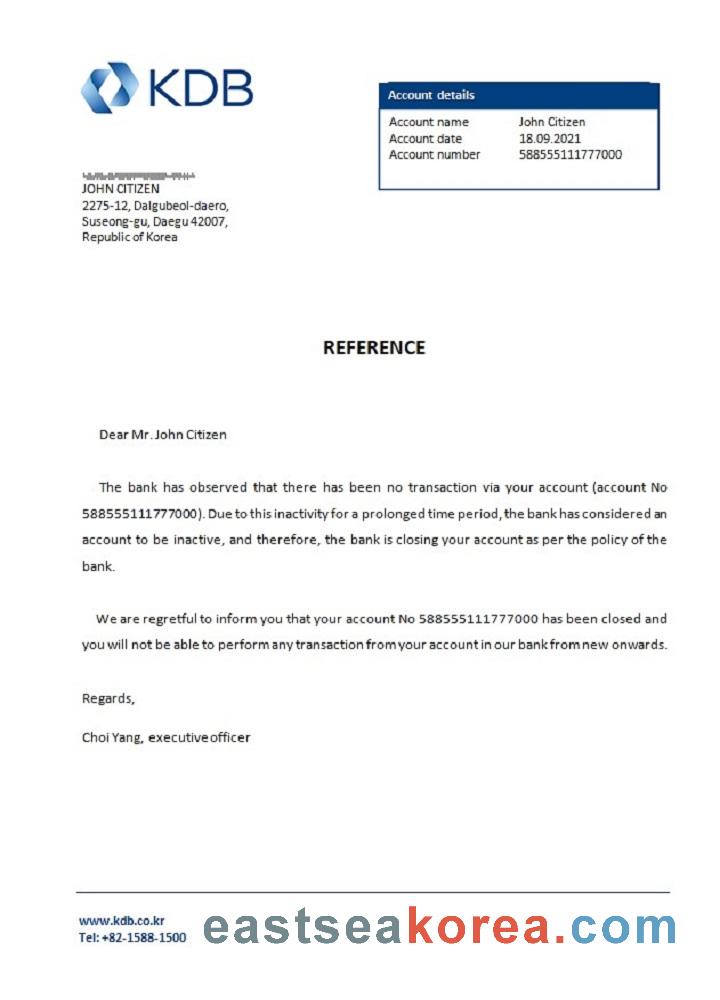 KDB
Account details
Account name John Citizen
Account date 18.09.2021
Account number 588555111777000
JOHN CITIZEN
2275-12, Dalgubeol-daero,
Suseong-gu, Daegu 42007,
Republic of Korea
REFERENCE
Dear Mr. John Citizen
The bank has observed that there has been no transaction via your account (account No
588555111777000). Due to this inactivity for a prolonged time period, the bank has considered an
account to be inactive, and therefore, the bank is closing your account as per the policy of the
bank.
We are regretful to inform you that your account No 588555111777000 has been closed and
you will not be able to perform any transaction from your account in our bank from new onwards.
Regards,
Choi Yang, executive officer
www.kdb.co.kr
Tel: +82-1588-1500
eastseakorea.com